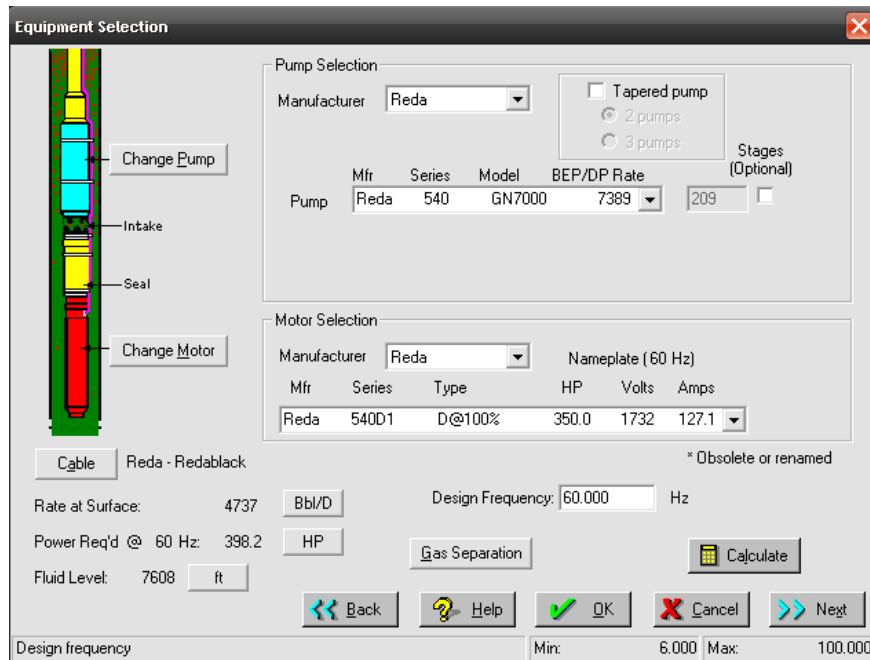 Equipment Selection
Pump Selection
Manufacturer Reda
Tapered pump
2 pumps
3 pumps
Change Pump
Stages
(Optional)
Mfr Series Model BEP/DP Rate
Pump Reda 540 GN7000 7389 209
Intake
Seal
Motor Selection
Change Motor
Manufacturer Reda Nameplate ( 60 Hz)
Mfr Series Type HP Volts Amps
Reda 540D1 D@100% 350.0 1732 127.1
Cable Reda - Redablack
* Obsolete or renamed
Rate at Surface: 4737 Bbl/D
Design Frequency: 60.000 Hz
Power Req'd @ 60 Hz: 398.2 HP
Gas Separation
Calculate
Fluid Level: 7608 ft
Back Help OK Cancel Next
Design frequency Min: 6.000 Max: 100.000